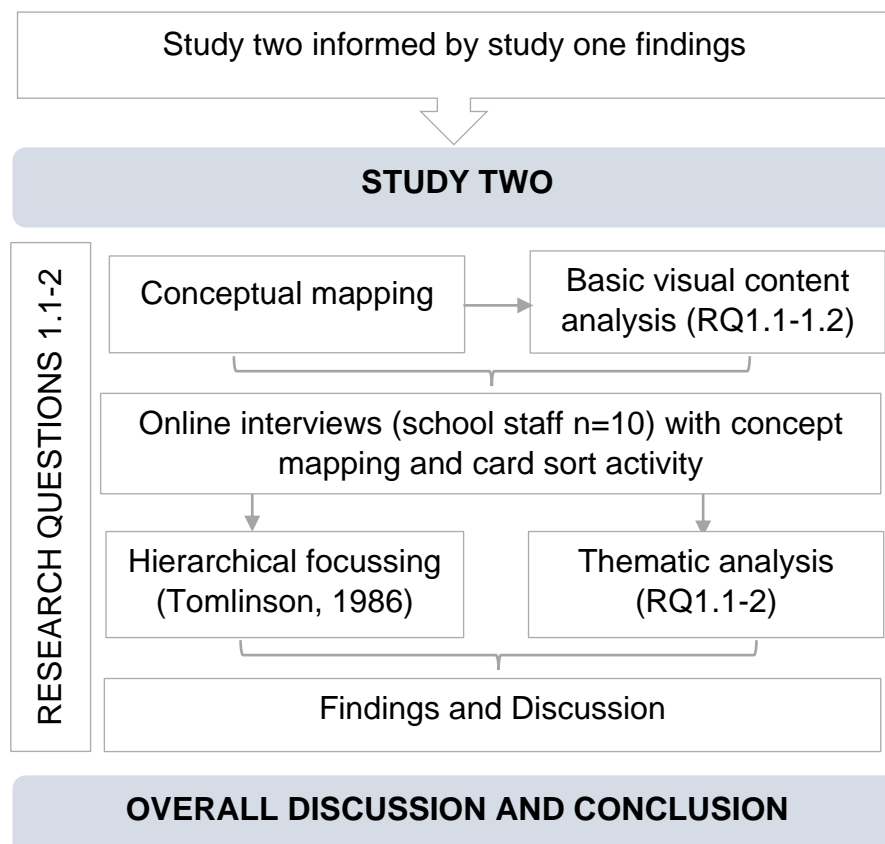 Study two informed by study one findings
STUDY TWO
RESEARCH QUESTIONS 1.1-2
Conceptual mapping
Basic visual content
analysis (RQ1.1-1.2)
Online interviews (school staff n=10) with concept
mapping and card sort activity
Hierarchical focussing
(Tomlinson, 1986)
Thematic analysis
(RQ1.1-2)
Findings and Discussion
OVERALL DISCUSSION AND CONCLUSION